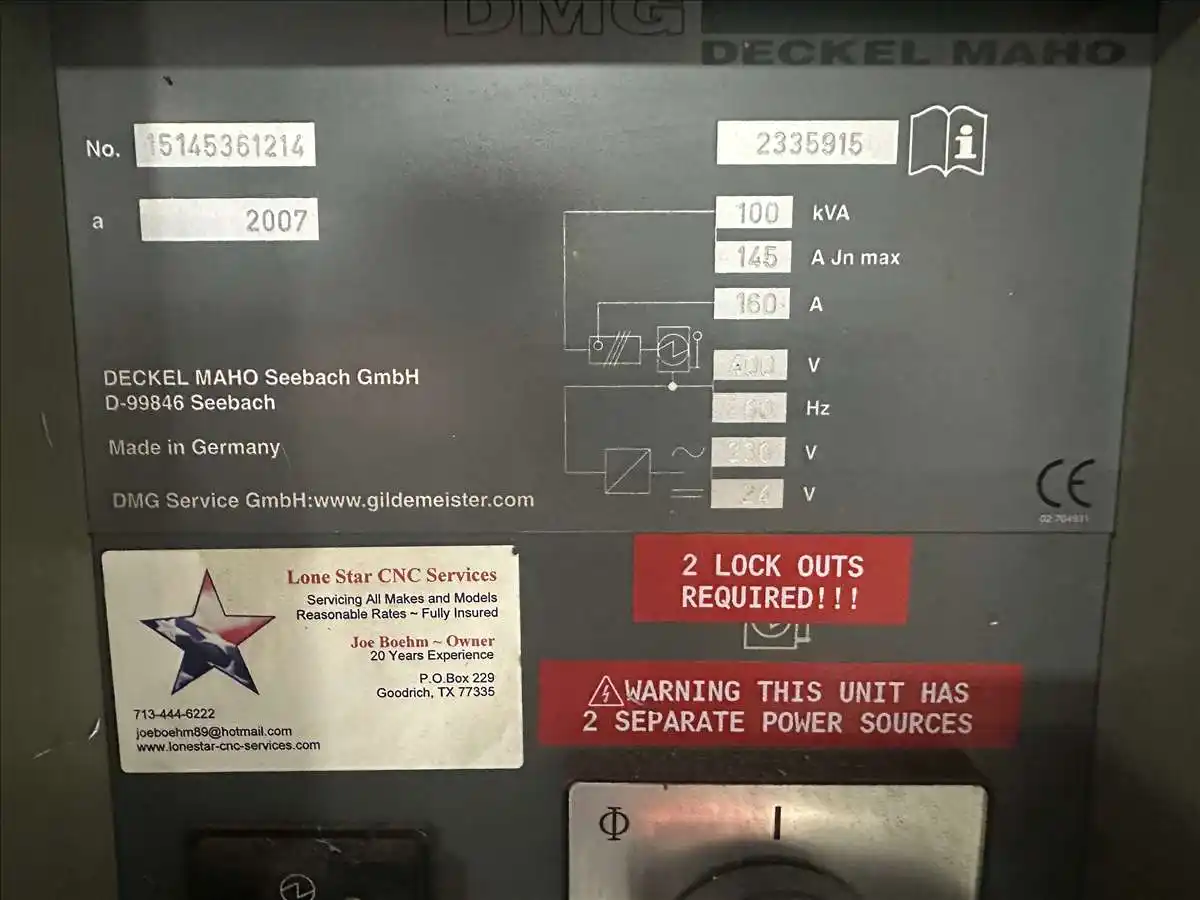 DMG
DECKEL MAHO
No. 15145361214
2335915
a 2007
100 kVA
145 A Jn max
160 A
400 V
Hz
230 V
24 V
DECKEL MAHO Seebach GmbH
D-99846 Seebach
Made in Germany
DMG Service GmbH:www.gildemeister.com
CE
Lone Star CNC Services
Servicing All Makes and Models
Reasonable Rates ~ Fully Insured
Joe Boehm ~ Owner
20 Years Experience
P.O.Box 229
Goodrich, TX 77335
713-444-6222
joeboehm89@hotmail.com
www.lonestar-cnc-services.com
2 LOCK OUTS
REQUIRED!!!
WARNING THIS UNIT HAS
2 SEPARATE POWER SOURCES
Φ I